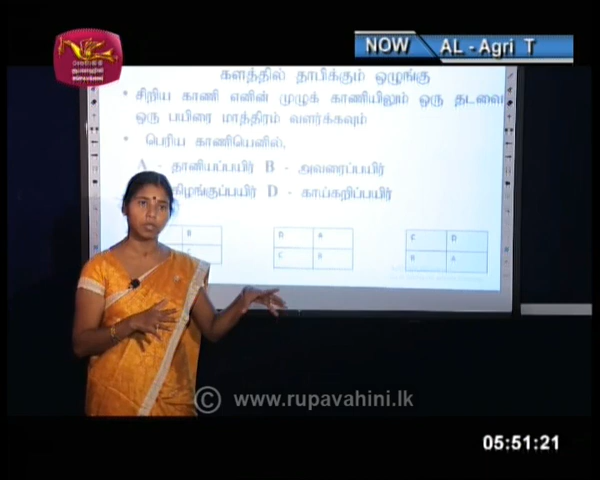 NOW AL - Agri T
களத்தில் தாபிக்கும் ஒழுங்கு
• சிறிய காணி எனின் முழுக் காணியிலும் ஒரு தடவை
ஒரு பயிரை மாத்திரம் வளர்க்கவும்
• பெரிய காணியெனில்,
A - தானியப்பயிர் B - அவரைப்பயிர்
கிழங்குப்பயிர் D - காய்கறிப்பயிர்
B D A C D
C C B B A
© www.rupavahini.lk
05:51:21